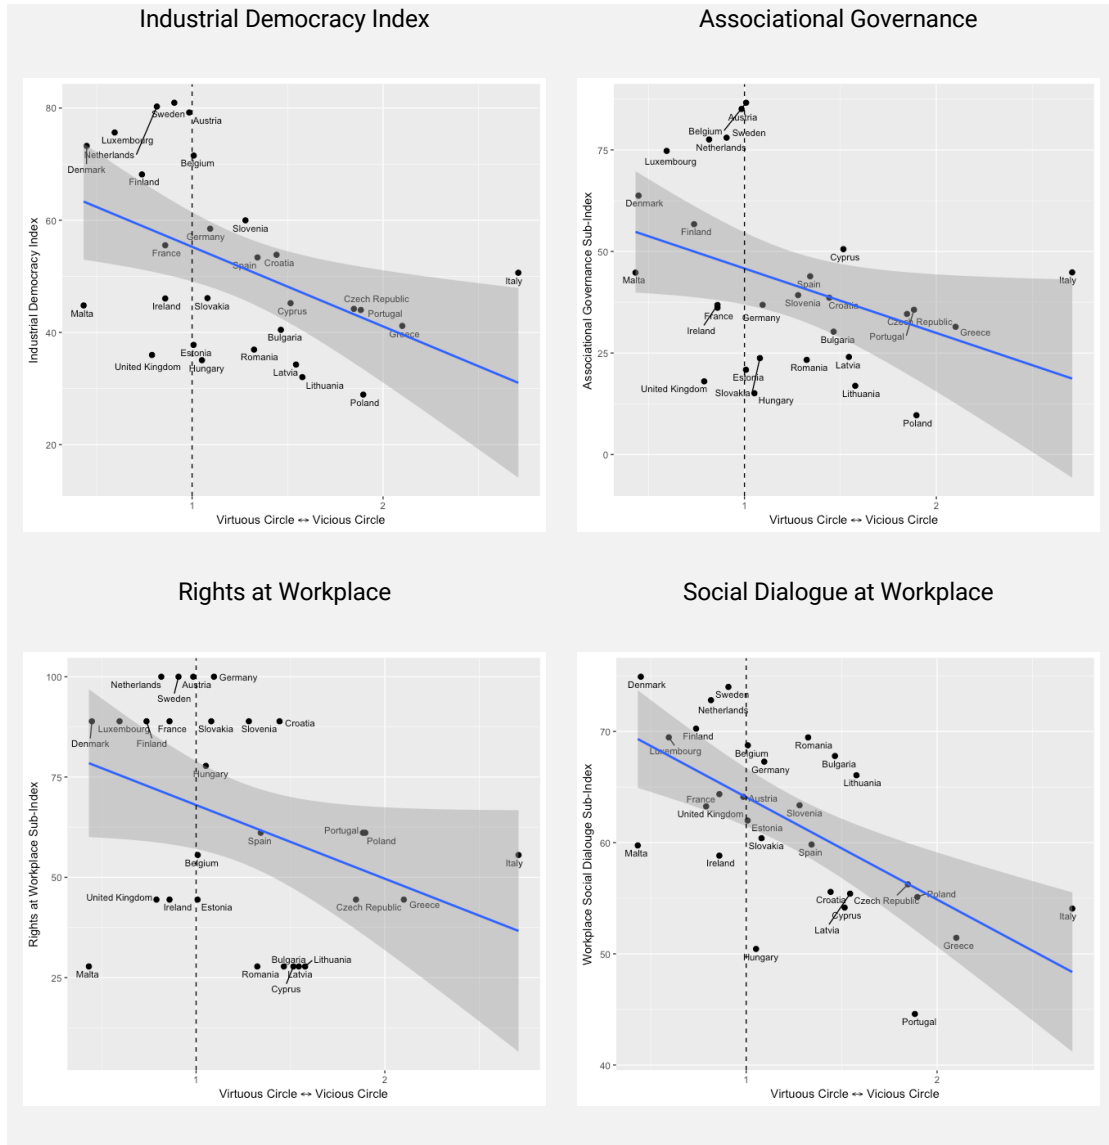 Industrial Democracy Index
Industrial Democracy Index
80
60
40
20
Sweden
Austria
Luxembourg
Netherlands
Belgium
Denmark
Finland
Slovenia
Germany
France
Spain
Croatia
Italy
Czech Republic
Ireland
Slovakia
Cyprus
Portugal
Malta
Greece
Bulgaria
Estonia
Romania
United Kingdom
Hungary
Latvia
Lithuania
Poland
1
2
Virtuous Circle ↔ Vicious Circle
Associational Governance
Associational Governance Sub-Index
75
50
25
0
Austria
Belgium
Sweden
Netherlands
Luxembourg
Denmark
Finland
Cyprus
Malta
Spain
Italy
Slovenia
Croatia
France
Germany
Czech Republic
Ireland
Greece
Bulgaria
Portugal
Romania
Latvia
Estonia
United Kingdom
Slovakia
Hungary
Lithuania
Poland
1
2
Virtuous Circle ↔ Vicious Circle
Rights at Workplace
Rights at Workplace Sub-Index
100
75
50
25
Netherlands
Austria
Germany
Sweden
Luxembourg
France
Slovakia
Slovenia
Croatia
Denmark
Finland
Hungary
Portugal
Spain
Poland
Belgium
Italy
United Kingdom
Ireland
Estonia
Czech Republic
Greece
Bulgaria
Lithuania
Malta
Romania
Latvia
Cyprus
1
2
Virtuous Circle ↔ Vicious Circle
Social Dialogue at Workplace
Workplace Social Dialouge Sub-Index
70
60
50
40
Denmark
Sweden
Netherlands
Finland
Romania
Luxembourg
Belgium
Bulgaria
Germany
Lithuania
France
Austria
United Kingdom
Slovenia
Estonia
Slovakia
Malta
Spain
Ireland
Poland
Croatia
Czech Republic
Cyprus
Italy
Latvia
Greece
Hungary
Portugal
1
2
Virtuous Circle ↔ Vicious Circle